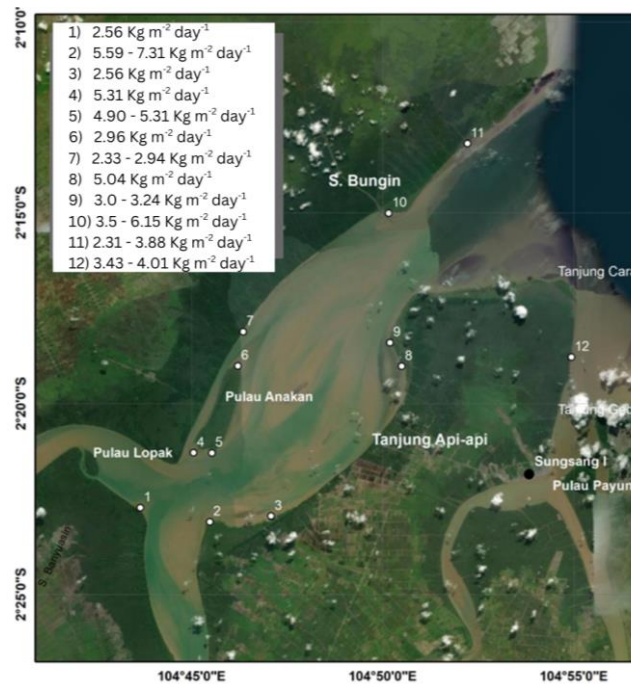 1) 2.56 Kg m⁻² day⁻¹
2) 5.59 - 7.31 Kg m⁻² day⁻¹
3) 2.56 Kg m⁻² day⁻¹
4) 5.31 Kg m⁻² day⁻¹
5) 4.90 - 5.31 Kg m⁻² day⁻¹
6) 2.96 Kg m⁻² day⁻¹
7) 2.33 - 2.94 Kg m⁻² day⁻¹
8) 5.04 Kg m⁻² day⁻¹
9) 3.0 - 3.24 Kg m⁻² day⁻¹
10) 3.5 - 6.15 Kg m⁻² day⁻¹
11) 2.31 - 3.88 Kg m⁻² day⁻¹
12) 3.43 - 4.01 Kg m⁻² day⁻¹
2°10'0"
11
S. Bungin
10
2°15'0"S
Tanjung Cara
7
9
12
6
8
Pulau Anakan
2°20'0"S
Tanjung Api-api
4 5
Pulau Lopak
Sungsang I
Pulau Payun
1
2
3
S. Banyuasin
2°25'0"S
104°45'0"E
104°50'0"E
104°55'0"E